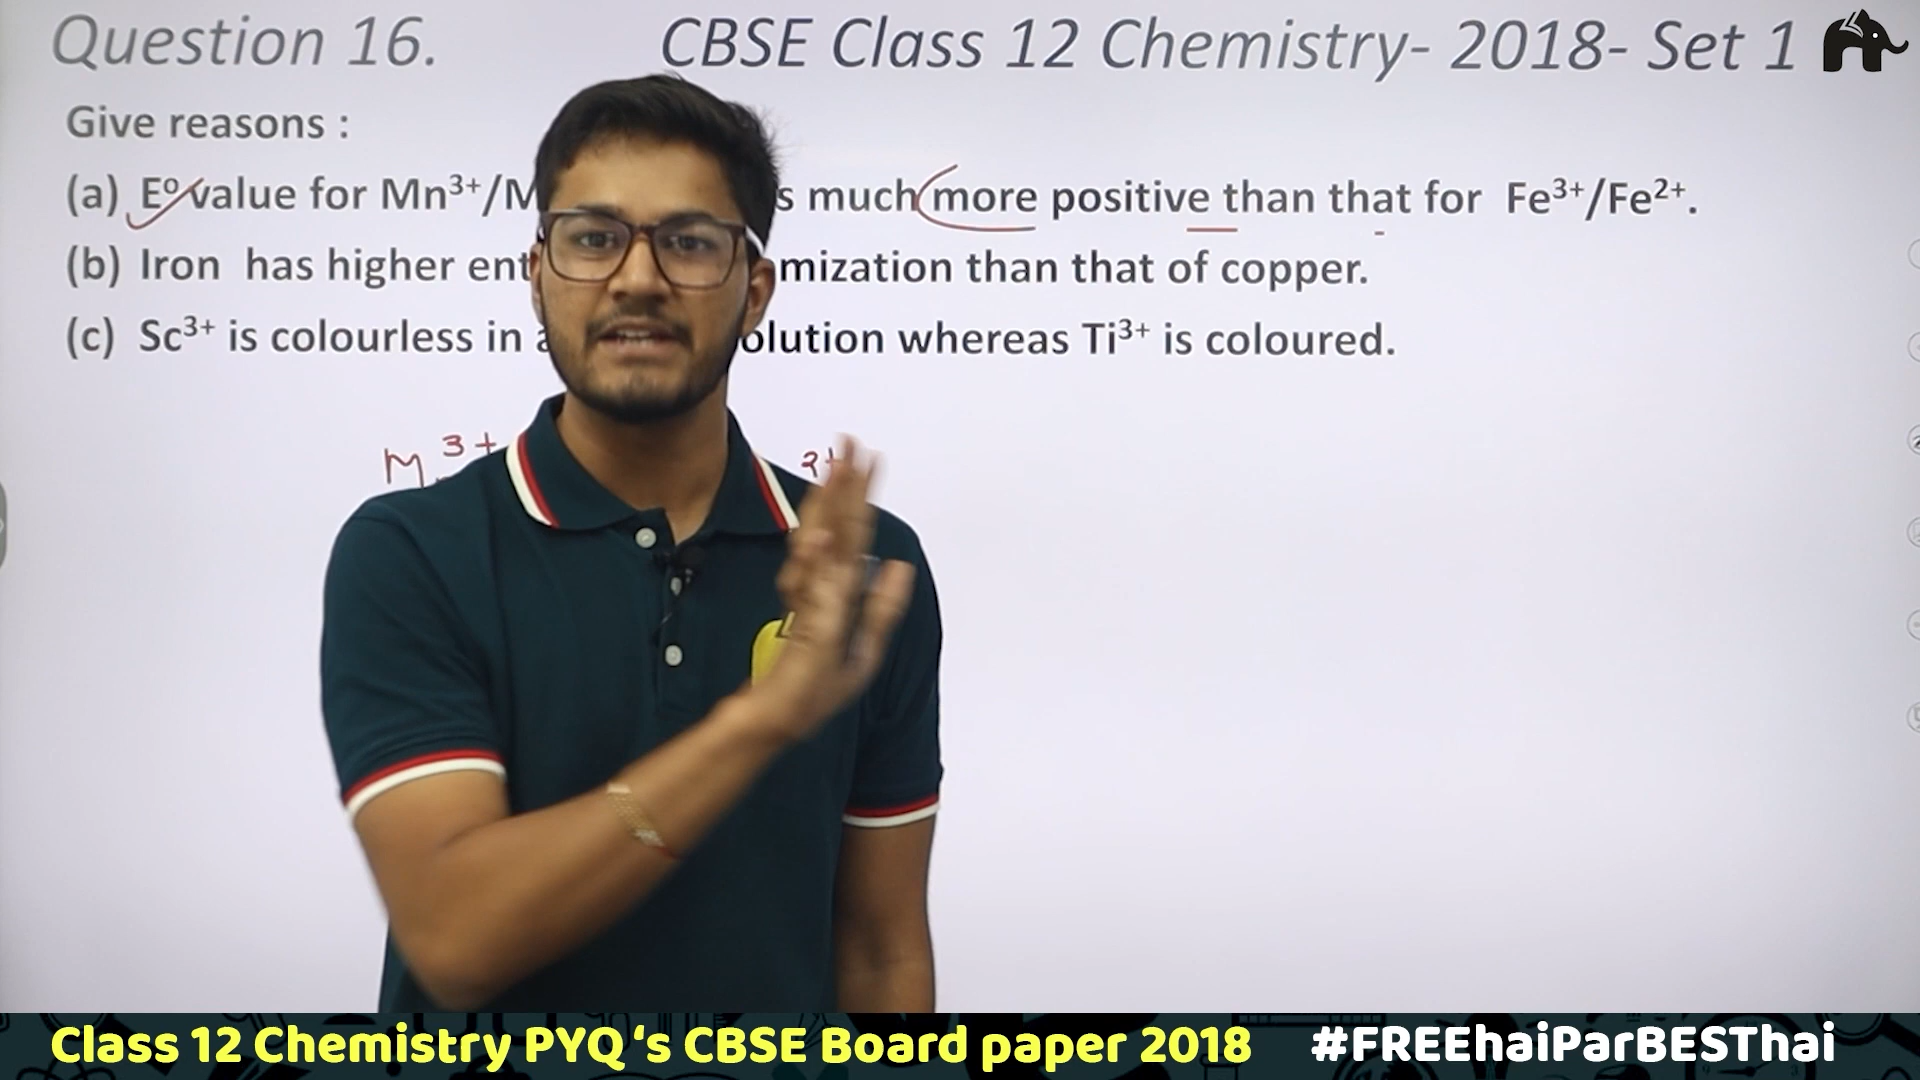 Question 16. CBSE Class 12 Chemistry- 2018- Set 1
Give reasons :
(a) E⁰ value for Mn³⁺/M s much more positive than that for Fe³⁺/Fe²⁺.
(b) Iron has higher ent mization than that of copper.
(c) Sc³⁺ is colourless in a olution whereas Ti³⁺ is coloured.
M 3+
Class 12 Chemistry PYQ 's CBSE Board paper 2018 #FREEhaiParBESThai